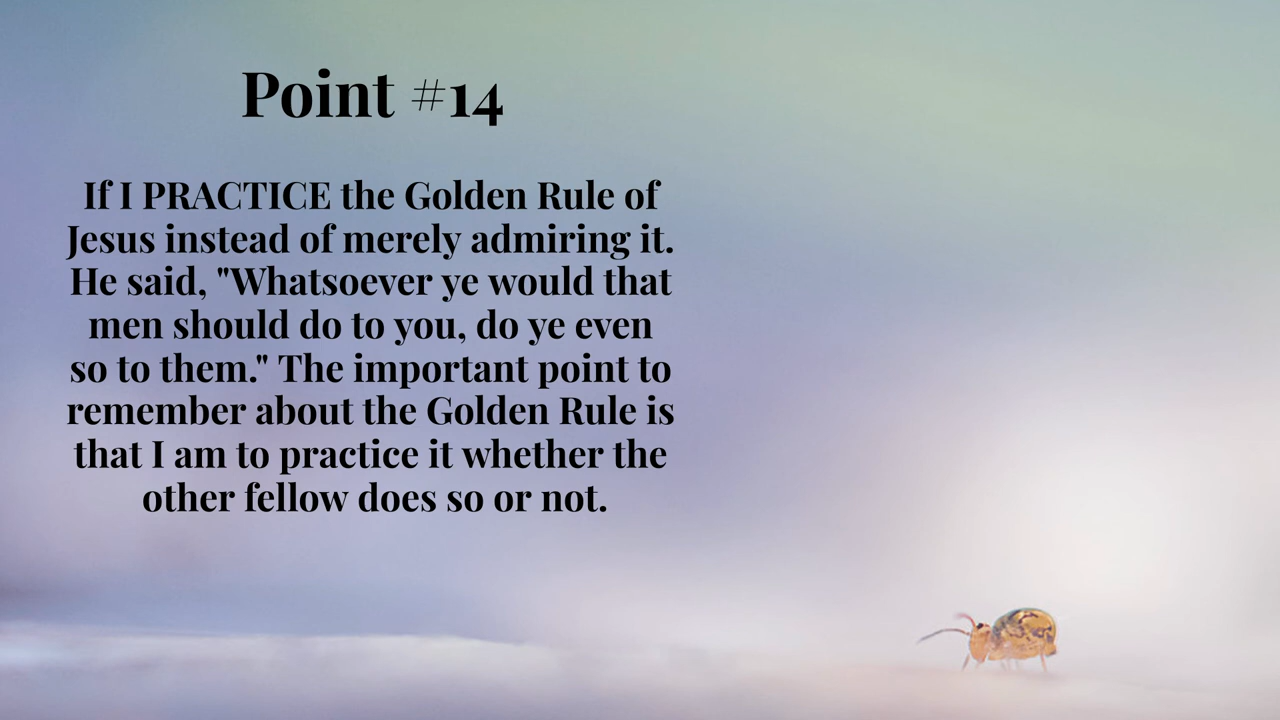 Point #14
If I PRACTICE the Golden Rule of
Jesus instead of merely admiring it.
He said, "Whatsoever ye would that
men should do to you, do ye even
so to them." The important point to
remember about the Golden Rule is
that I am to practice it whether the
other fellow does so or not.